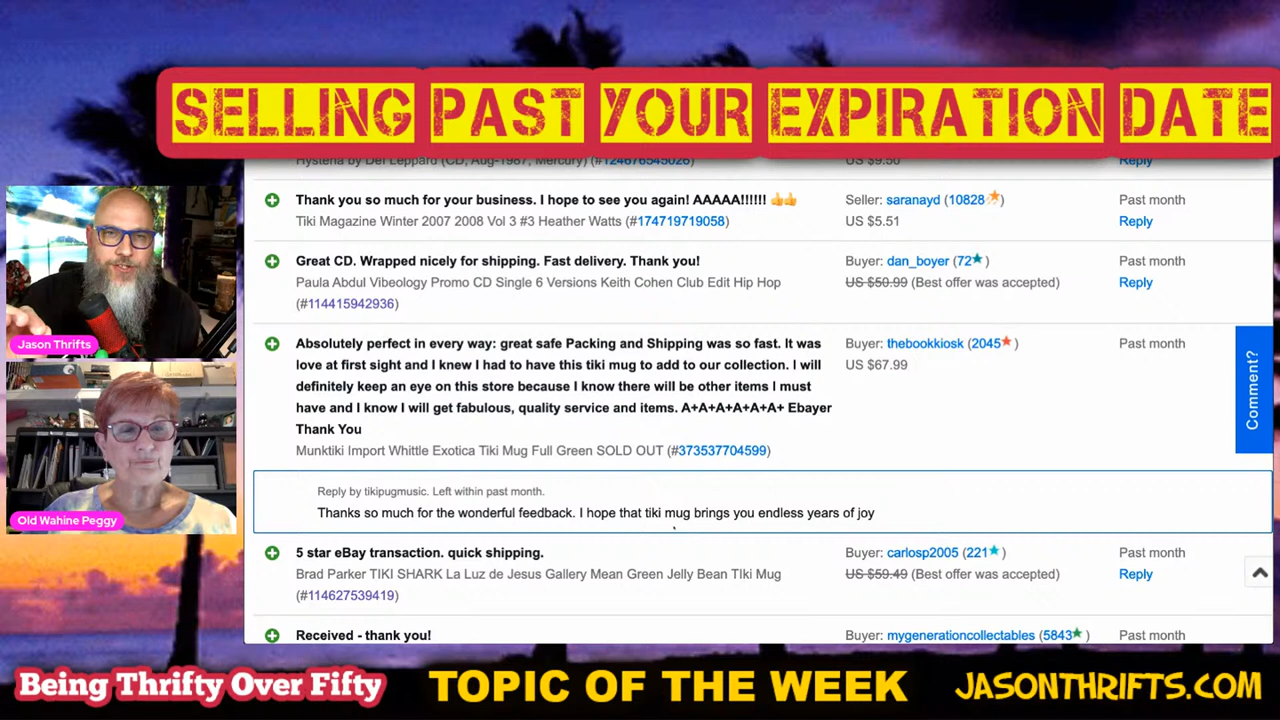 SELLING PAST YOUR EXPIRATION DATE
Hysteria by Def Leppard (CD, Aug-1987, Mercury) (#124676545026)
US $9.50
Reply
Thank you so much for your business. I hope to see you again! AAAAA!!!!!! 👍👍
Seller: saranayd (10828)
Past month
Tiki Magazine Winter 2007 2008 Vol 3 #3 Heather Watts (#174719719058)
US $5.51
Reply
Great CD. Wrapped nicely for shipping. Fast delivery. Thank you!
Buyer: dan_boyer (72★)
Past month
Paula Abdul Vibeology Promo CD Single 6 Versions Keith Cohen Club Edit Hip Hop
(#114415942936)
US $50.99 (Best offer was accepted)
Reply
Absolutely perfect in every way: great safe Packing and Shipping was so fast. It was
love at first sight and I knew I had to have this tiki mug to add to our collection. I will
definitely keep an eye on this store because I know there will be other items I must
have and I know I will get fabulous, quality service and items. A+A+A+A+A+A+ Ebayer
Thank You
Buyer: thebookkiosk (2045★)
Past month
US $67.99
Munktiki Import Whittle Exotica Tiki Mug Full Green SOLD OUT (#373537704599)
Reply by tikipugmusic. Left within past month.
Thanks so much for the wonderful feedback. I hope that tiki mug brings you endless years of joy
5 star eBay transaction. quick shipping.
Buyer: carlosp2005 (221★)
Past month
Brad Parker TIKI SHARK La Luz de Jesus Gallery Mean Green Jelly Bean TIki Mug
(#114627539419)
US $59.49 (Best offer was accepted)
Reply
Received - thank you!
Buyer: mygenerationcollectables (5843★)
Past month
Comment?
Jason Thrifts
Old Wahine Peggy
Being Thrifty Over Fifty
TOPIC OF THE WEEK
JASONTHRIFTS.COM